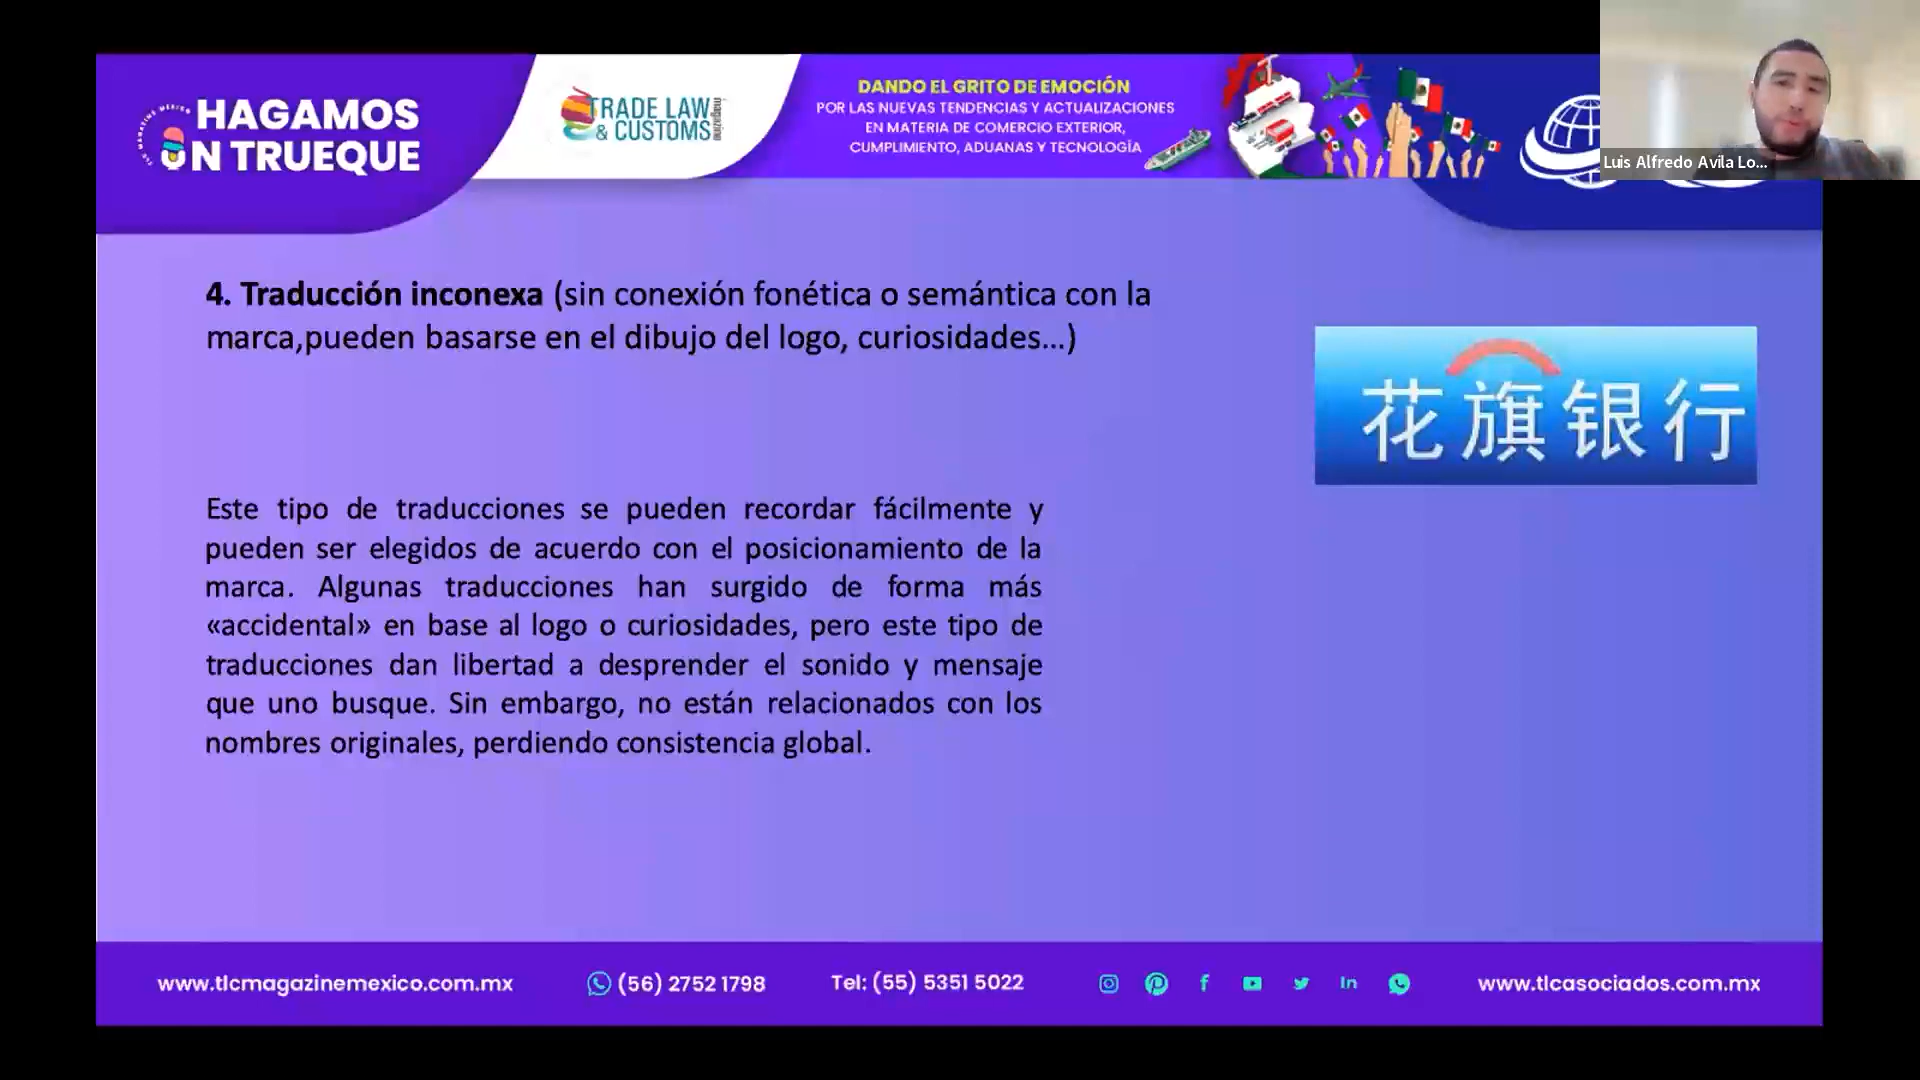 TLC MAGAZINE MÉXICO
HAGAMOS
UN TRUEQUE
TRADE LAW
& CUSTOMS
magazine
DANDO EL GRITO DE EMOCIÓN
POR LAS NUEVAS TENDENCIAS Y ACTUALIZACIONES
EN MATERIA DE COMERCIO EXTERIOR,
CUMPLIMIENTO, ADUANAS Y TECNOLOGÍA
Luis Alfredo Avila Lo...
4. Traducción inconexa (sin conexión fonética o semántica con la
marca,pueden basarse en el dibujo del logo, curiosidades...)
花旗银行
Este tipo de traducciones se pueden recordar fácilmente y
pueden ser elegidos de acuerdo con el posicionamiento de la
marca. Algunas traducciones han surgido de forma más
«accidental» en base al logo o curiosidades, pero este tipo de
traducciones dan libertad a desprender el sonido y mensaje
que uno busque. Sin embargo, no están relacionados con los
nombres originales, perdiendo consistencia global.
www.tlcmagazinemexico.com.mx
(56) 2752 1798
Tel: (55) 5351 5022
www.tlcasociados.com.mx